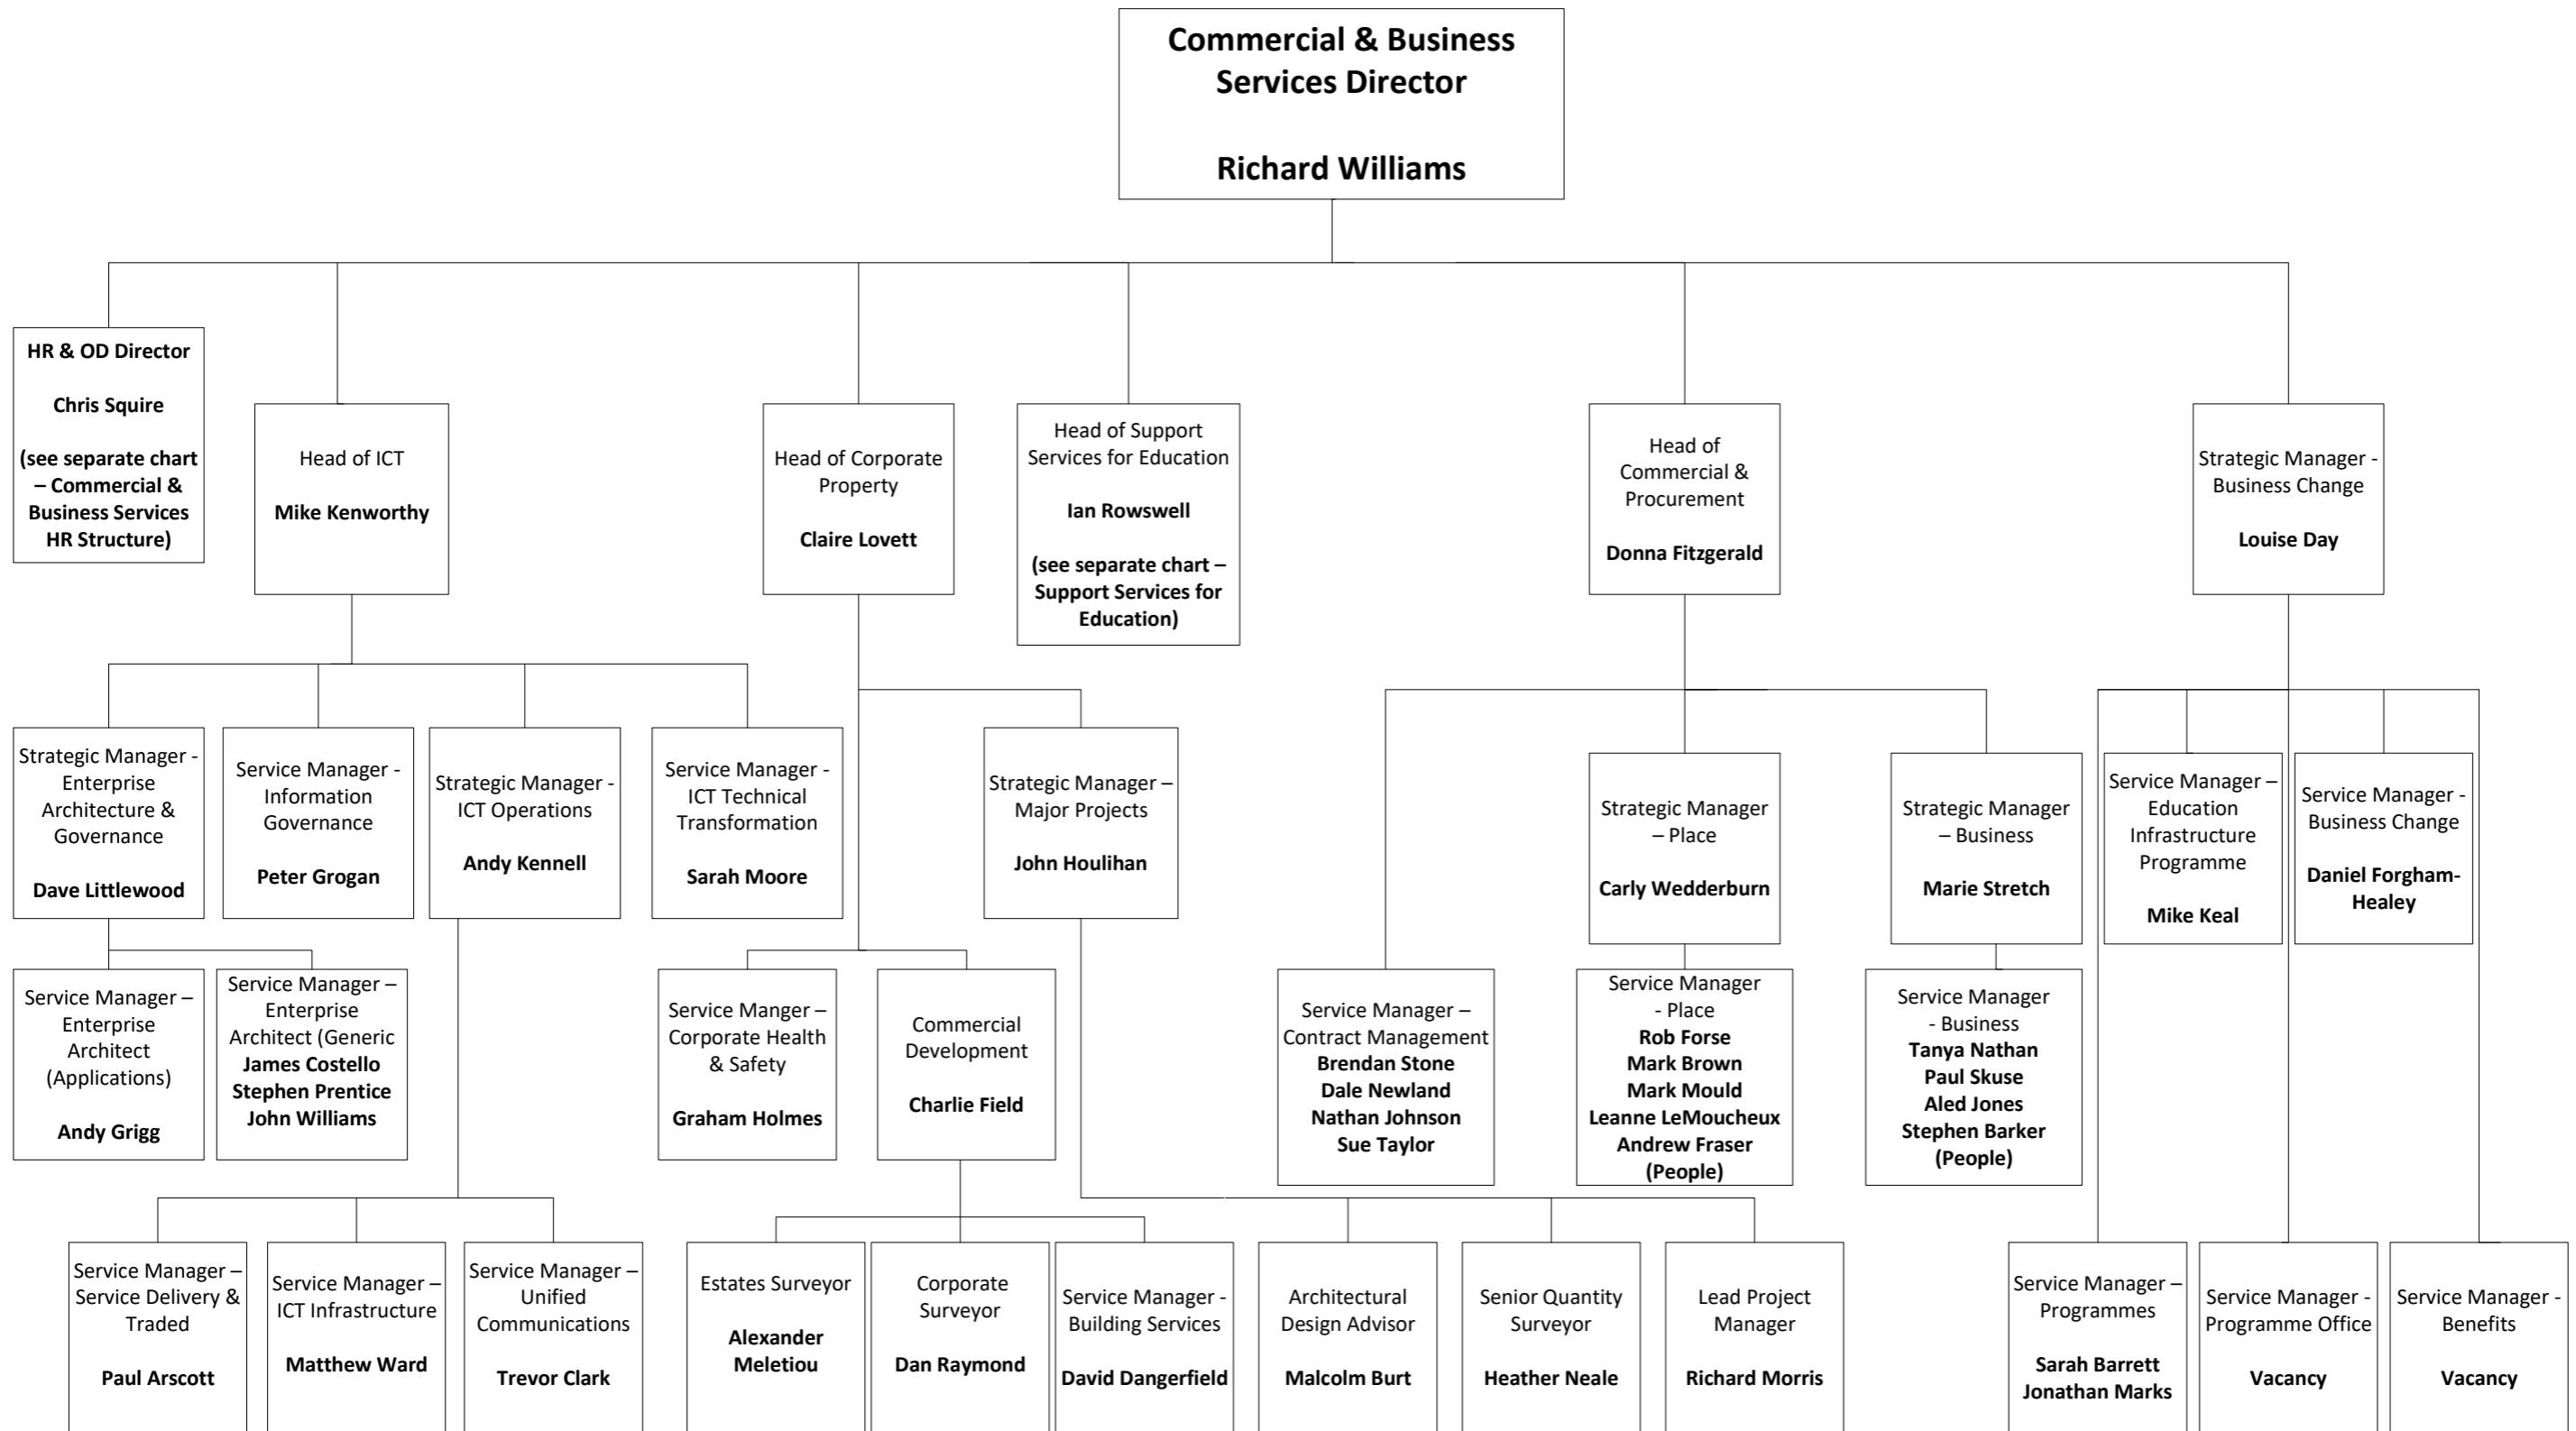 Commercial & Business
Services Director
Richard Williams
HR & OD Director
Chris Squire
(see separate chart
– Commercial &
Business Services
HR Structure)
Head of ICT
Mike Kenworthy
Head of Corporate
Property
Claire Lovett
Head of Support
Services for Education
Ian Rowswell
(see separate chart –
Support Services for
Education)
Head of
Commercial &
Procurement
Donna Fitzgerald
Strategic Manager -
Business Change
Louise Day
Strategic Manager -
Enterprise
Architecture &
Governance
Dave Littlewood
Service Manager -
Information
Governance
Peter Grogan
Strategic Manager -
ICT Operations
Andy Kennell
Service Manager -
ICT Technical
Transformation
Sarah Moore
Strategic Manager –
Major Projects
John Houlihan
Strategic Manager
– Place
Carly Wedderburn
Strategic Manager
– Business
Marie Stretch
Service Manager –
Education
Infrastructure
Programme
Mike Keal
Service Manager -
Business Change
Daniel Forgham-
Healey
Service Manager –
Enterprise
Architect
(Applications)
Andy Grigg
Service Manager –
Enterprise
Architect (Generic
James Costello
Stephen Prentice
John Williams
Service Manger –
Corporate Health
& Safety
Graham Holmes
Commercial
Development
Charlie Field
Service Manager –
Contract Management
Brendan Stone
Dale Newland
Nathan Johnson
Sue Taylor
Service Manager
- Place
Rob Forse
Mark Brown
Mark Mould
Leanne LeMoucheux
Andrew Fraser
(People)
Service Manager
- Business
Tanya Nathan
Paul Skuse
Aled Jones
Stephen Barker
(People)
Service Manager –
Service Delivery &
Traded
Paul Arscott
Service Manager –
ICT Infrastructure
Matthew Ward
Service Manager –
Unified
Communications
Trevor Clark
Estates Surveyor
Alexander
Meletiou
Corporate
Surveyor
Dan Raymond
Service Manager -
Building Services
David Dangerfield
Architectural
Design Advisor
Malcolm Burt
Senior Quantity
Surveyor
Heather Neale
Lead Project
Manager
Richard Morris
Service Manager –
Programmes
Sarah Barrett
Jonathan Marks
Service Manager -
Programme Office
Vacancy
Service Manager -
Benefits
Vacancy